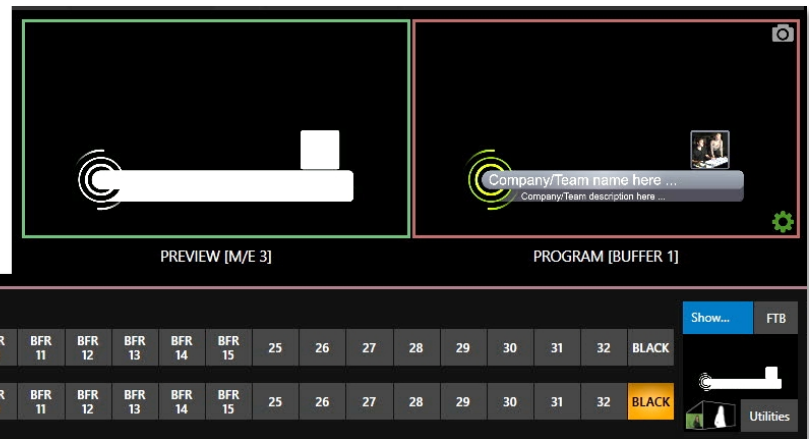 Company/Team name here ...
Company/Team description here ...
PREVIEW [M/E 3]
PROGRAM [BUFFER 1]
Show...
FTB
R
BFR 11
BFR 12
BFR 13
BFR 14
BFR 15
25
26
27
28
29
30
31
32
BLACK
R
BFR 11
BFR 12
BFR 13
BFR 14
BFR 15
25
26
27
28
29
30
31
32
BLACK
Utilities